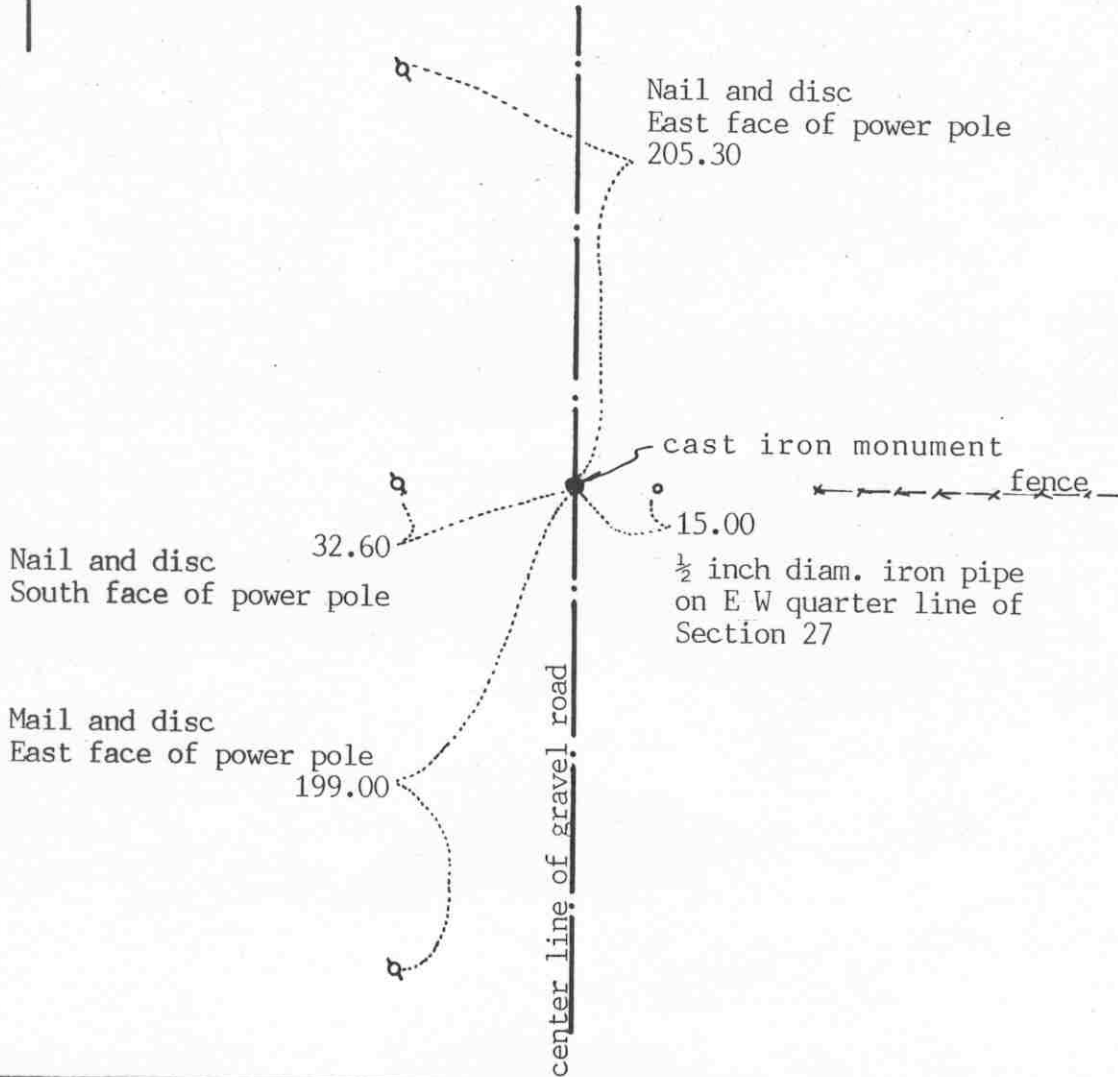 Nail and disc
East face of power pole
205.30
cast iron monument
fence
15.00
½ inch diam. iron pipe
on E W quarter line of
Section 27
32.60
Nail and disc
South face of power pole
Mail and disc
East face of power pole
199.00
center line of gravel road